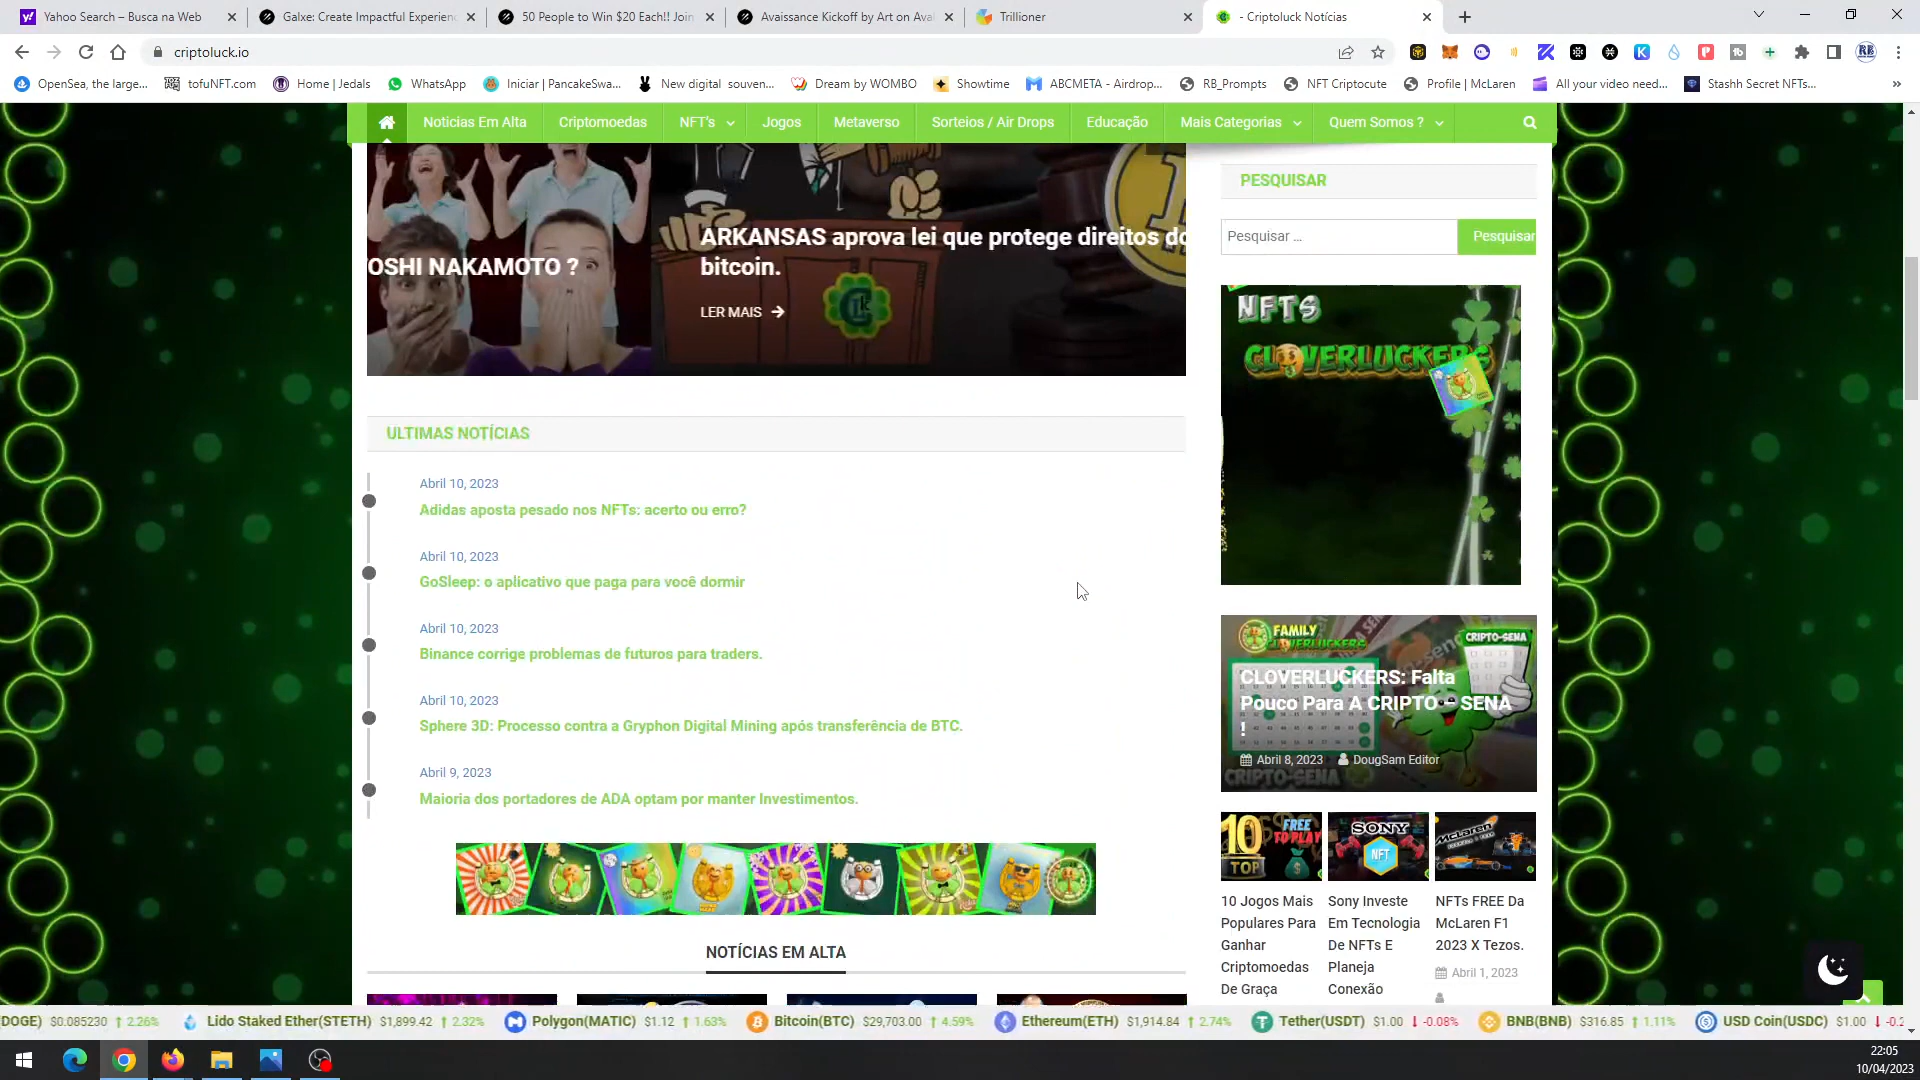 Yahoo Search – Busca na Web
Galxe: Create Impactful Experienc
50 People to Win $20 Each!! Join
Avaissance Kickoff by Art on Ava
Trillioner
- Criptoluck Notícias
criptoluck.io
OpenSea, the large...
tofuNFT.com
Home | Jedals
WhatsApp
Iniciar | PancakeSwa...
New digital souven...
Dream by WOMBO
Showtime
ABCMETA - Airdrop...
RB_Prompts
NFT Criptocute
Profile | McLaren
All your video need...
Stashh Secret NFTs...
Noticias Em Alta
Criptomoedas
NFT's
Jogos
Metaverso
Sorteios / Air Drops
Educação
Mais Categorias
Quem Somos ?
OSHI NAKAMOTO ?
ARKANSAS aprova lei que protege direitos do
bitcoin.
LER MAIS
PESQUISAR
Pesquisar ...
Pesquisar
NFTS
CLOVERLUCKERS
ULTIMAS NOTÍCIAS
Abril 10, 2023
Adidas aposta pesado nos NFTs: acerto ou erro?
Abril 10, 2023
GoSleep: o aplicativo que paga para você dormir
Abril 10, 2023
Binance corrige problemas de futuros para traders.
Abril 10, 2023
Sphere 3D: Processo contra a Gryphon Digital Mining após transferência de BTC.
Abril 9, 2023
Maioria dos portadores de ADA optam por manter Investimentos.
NOTÍCIAS EM ALTA
FAMILY
CLOVERLUCKERS
CRIPTO-SENA
CLOVERLUCKERS: Falta
Pouco Para A CRIPTO – SENA
!
Abril 8, 2023
DougSam Editor
CRIPTO-SENA
10
TOP
FREE
TO PLAY
SONY
NFT
McLaren
10 Jogos Mais
Populares Para
Ganhar
Criptomoedas
De Graça
Sony Investe
Em Tecnologia
De NFTs E
Planeja
Conexão
NFTs FREE Da
McLaren F1
2023 X Tezos.
Abril 1, 2023
DOGE) $0.085230 ↑ 2.26%
Lido Staked Ether(STETH) $1,899.42 ↑ 2.32%
Polygon(MATIC) $1.12 ↑ 1.63%
Bitcoin(BTC) $29,703.00 ↑ 4.59%
Ethereum(ETH) $1,914.84 ↑ 2.74%
Tether(USDT) $1.00 ↓ -0.08%
BNB(BNB) $316.85 ↑ 1.11%
USD Coin(USDC) $1.00 ↓ -0.2
22:05
10/04/2023